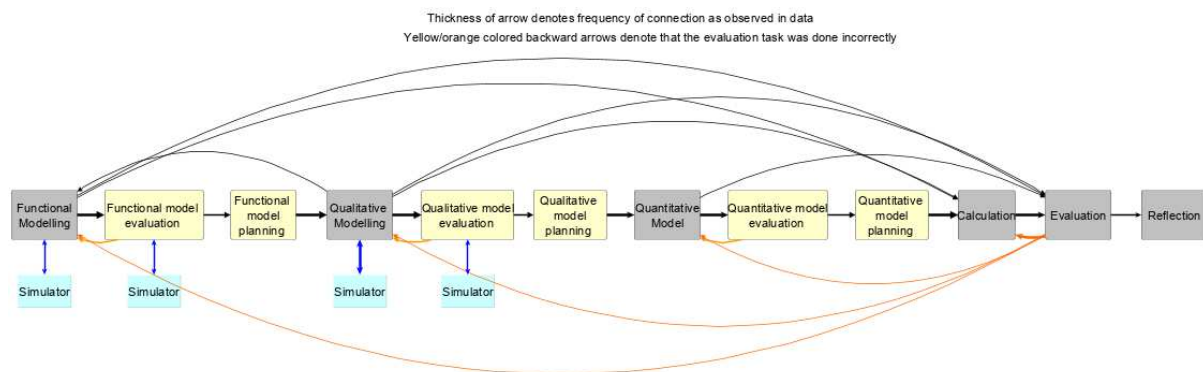 Thickness of arrow denotes frequency of connection as observed in data
Yellow/orange colored backward arrows denote that the evaluation task was done incorrectly
Functional
Modelling
Functional model
evaluation
Functional
model
planning
Qualitative
Modelling
Qualitative model
evaluation
Qualitative
model
planning
Quantitative
Model
Quantitative model
evaluation
Quantitative
model
planning
Calculation
Evaluation
Reflection
Simulator
Simulator
Simulator
Simulator